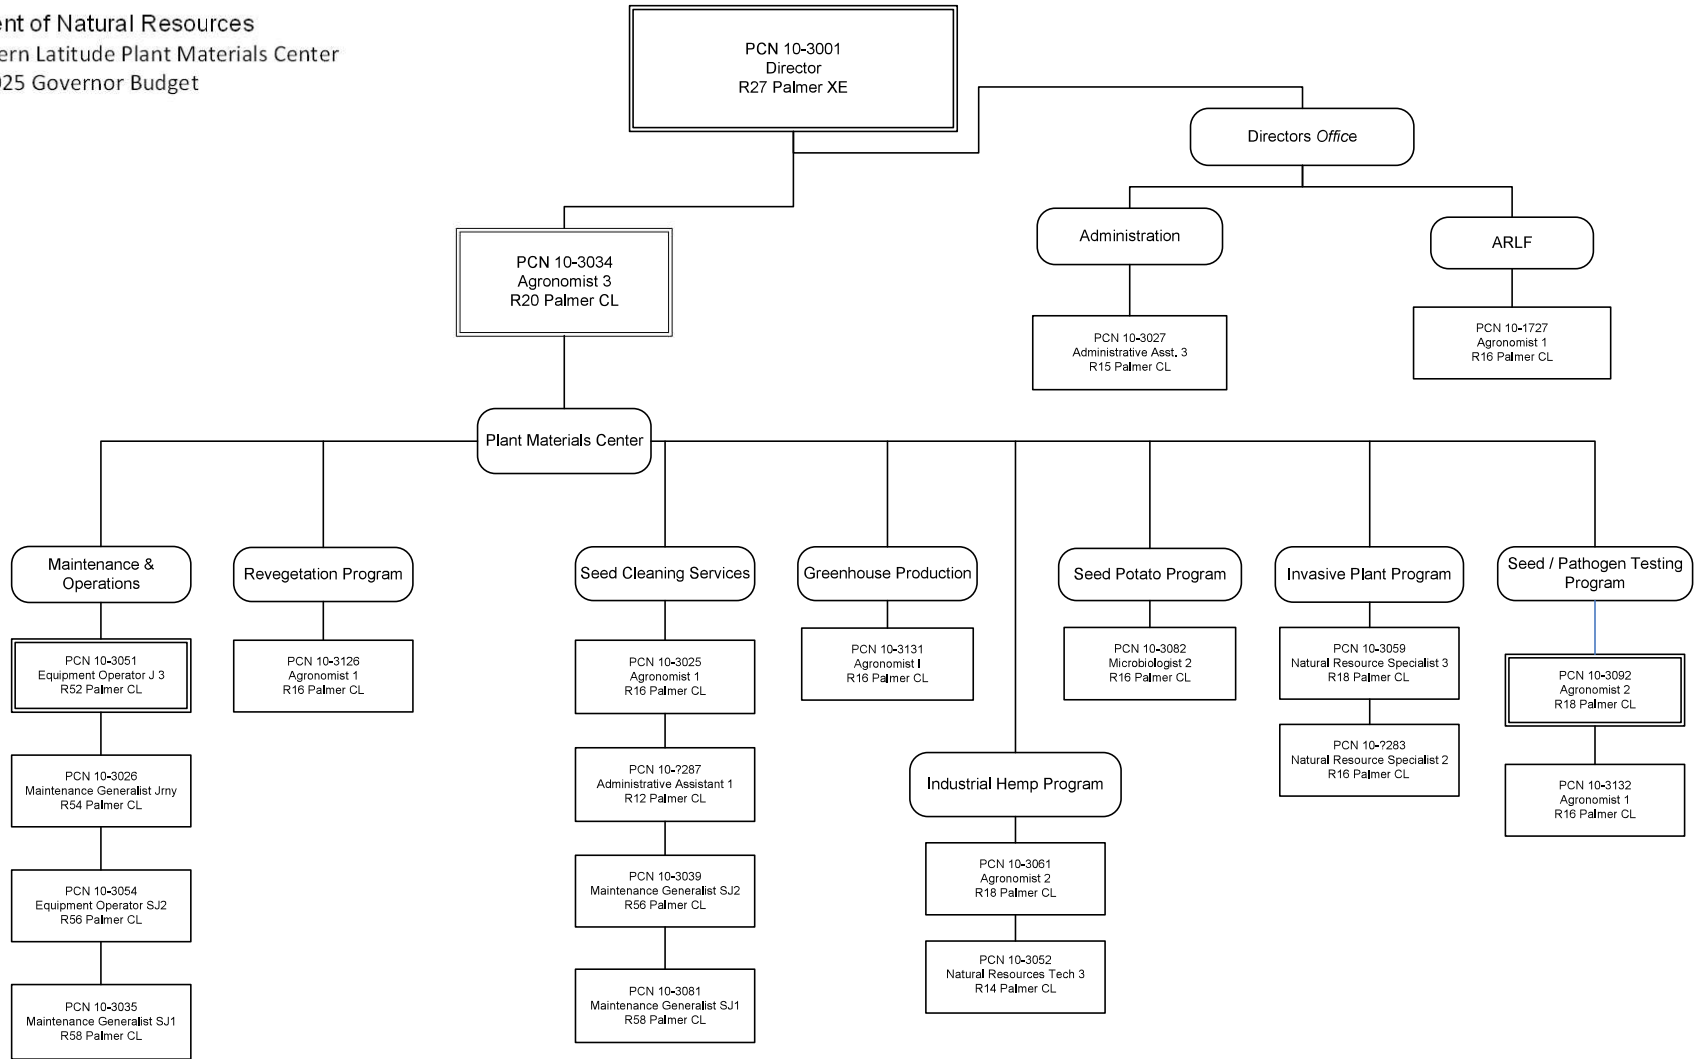 ent of Natural Resources
ern Latitude Plant Materials Center
025 Governor Budget
PCN 10-3001
Director
R27 Palmer XE
Directors Office
Administration
ARLF
PCN 10-3027
Administrative Asst. 3
R15 Palmer CL
PCN 10-1727
Agronomist 1
R16 Palmer CL
PCN 10-3034
Agronomist 3
R20 Palmer CL
Plant Materials Center
Maintenance &
Operations
PCN 10-3051
Equipment Operator J 3
R52 Palmer CL
PCN 10-3026
Maintenance Generalist Jrny
R54 Palmer CL
PCN 10-3054
Equipment Operator SJ2
R56 Palmer CL
PCN 10-3035
Maintenance Generalist SJ1
R58 Palmer CL
Revegetation Program
PCN 10-3126
Agronomist 1
R16 Palmer CL
Seed Cleaning Services
PCN 10-3025
Agronomist 1
R16 Palmer CL
PCN 10-?287
Administrative Assistant 1
R12 Palmer CL
PCN 10-3039
Maintenance Generalist SJ2
R56 Palmer CL
PCN 10-3081
Maintenance Generalist SJ1
R58 Palmer CL
Greenhouse Production
PCN 10-3131
Agronomist I
R16 Palmer CL
Industrial Hemp Program
PCN 10-3061
Agronomist 2
R18 Palmer CL
PCN 10-3052
Natural Resources Tech 3
R14 Palmer CL
Seed Potato Program
PCN 10-3082
Microbiologist 2
R16 Palmer CL
Invasive Plant Program
PCN 10-3059
Natural Resource Specialist 3
R18 Palmer CL
PCN 10-?283
Natural Resource Specialist 2
R16 Palmer CL
Seed / Pathogen Testing
Program
PCN 10-3092
Agronomist 2
R18 Palmer CL
PCN 10-3132
Agronomist 1
R16 Palmer CL